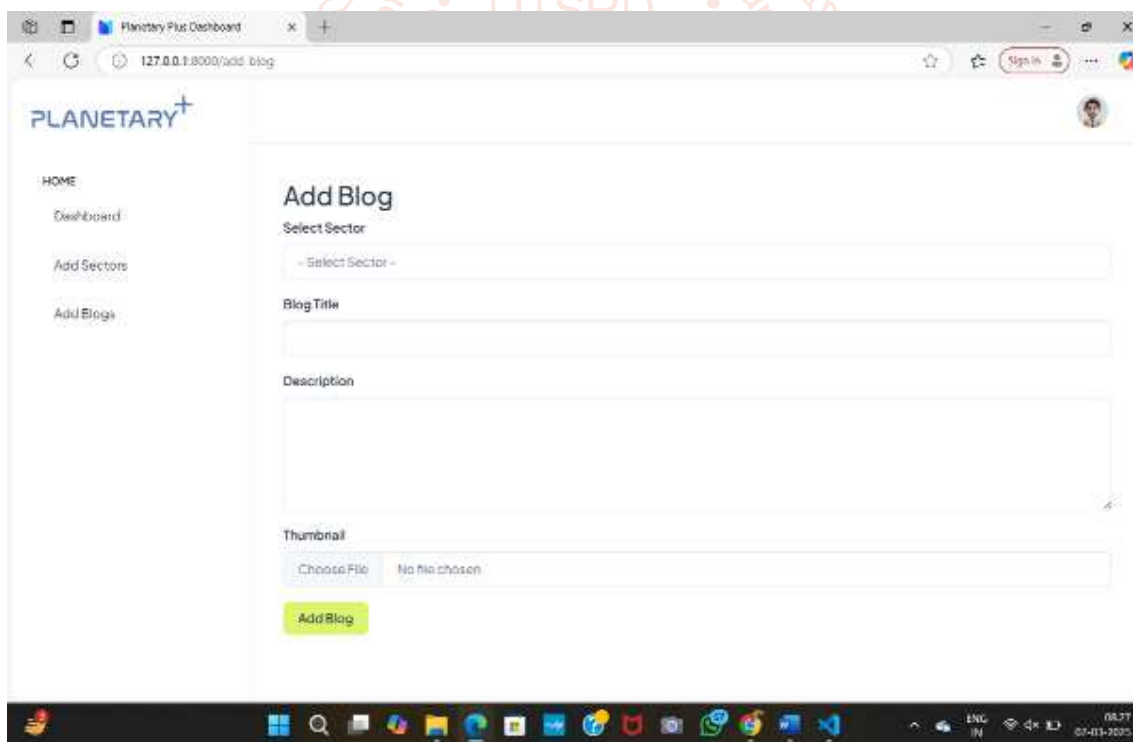 Planetary Plus Dashboard
127.0.0.1:8000/add_blog
Sign in
PLANETARY+
HOME
Dashboard
Add Sectors
Add Blogs
Add Blog
Select Sector
- Select Sector -
Blog Title
Description
Thumbnail
Choose File No file chosen
Add Blog
ENG
IN
08:27
07-03-2025